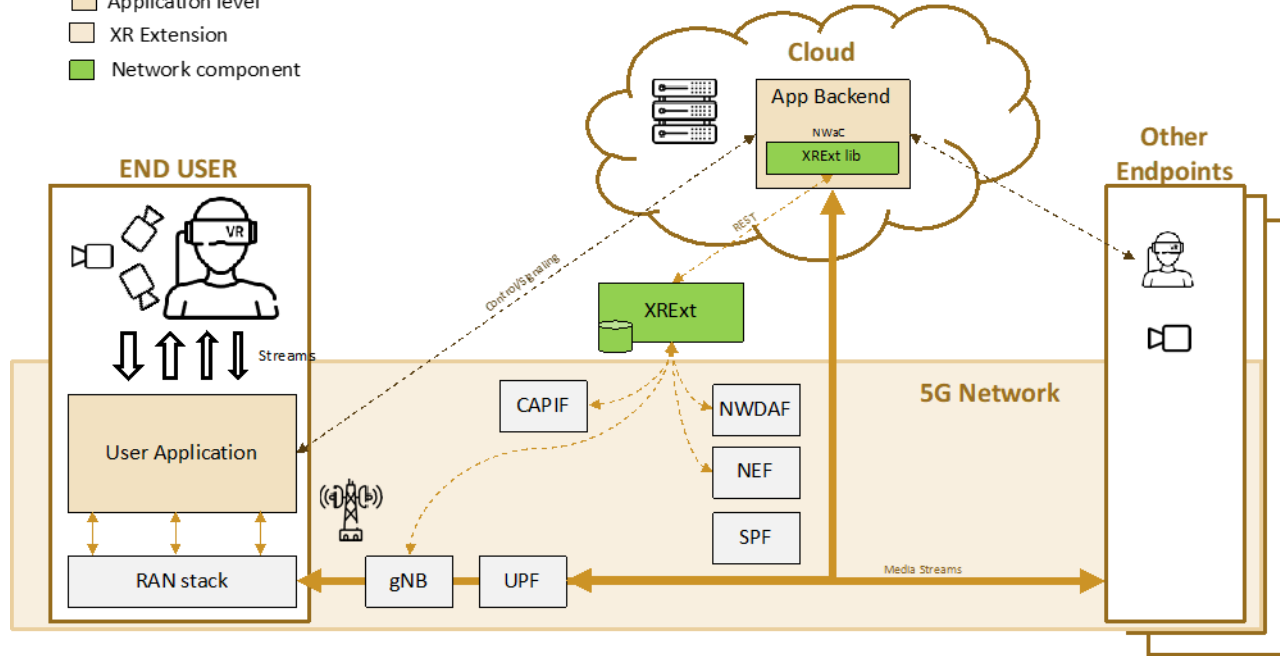 Application level
XR Extension
Network component
Cloud
App Backend
NWaC
XRExt lib
Other
Endpoints
END USER
VR
REST
Control/Signaling
XRExt
Streams
5G Network
CAPIF
NWDAF
User Application
NEF
SPF
RAN stack
gNB
UPF
Media Streams